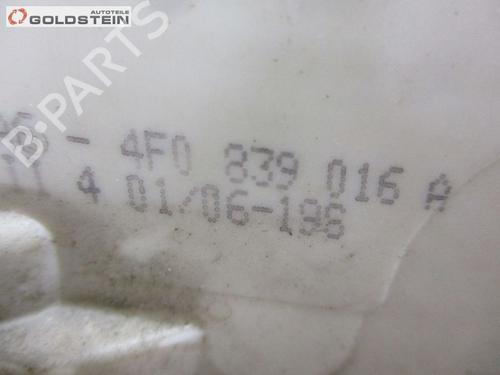 AUTOTEILE
GOLDSTEIN
B-PARTS
- 4F0 839 016 A
4 01/06-196